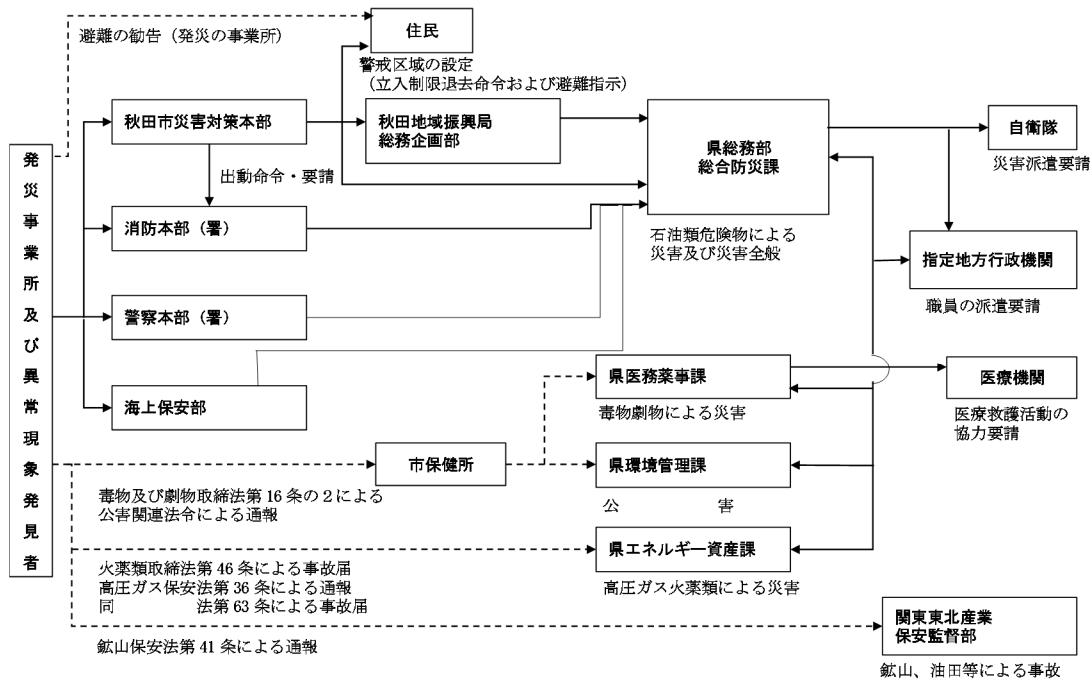 避難の勧告（発災の事業所）
住民
警戒区域の設定
（立入制限退去命令および避難指示）
秋田市災害対策本部
秋田地域振興局
総務企画部
県総務部
総合防災課
自衛隊
災害派遣要請
出動命令・要請
消防本部（署）
石油類危険物による
災害及び災害全般
指定地方行政機関
職員の派遣要請
発災事業所及び異常現象発見者
警察本部（署）
海上保安部
県医務薬事課
毒物劇物による災害
医療機関
医療救護活動の
協力要請
市保健所
県環境管理課
公　　　　　害
毒物及び劇物取締法第 16 条の 2 による
公害関連法令による通報
県エネルギー資産課
高圧ガス火薬類による災害
火薬類取締法第 46 条による事故届
高圧ガス保安法第 36 条による通報
同　　　　　法第 63 条による事故届
関東東北産業
保安監督部
鉱山、油田等による事故
鉱山保安法第 41 条による通報